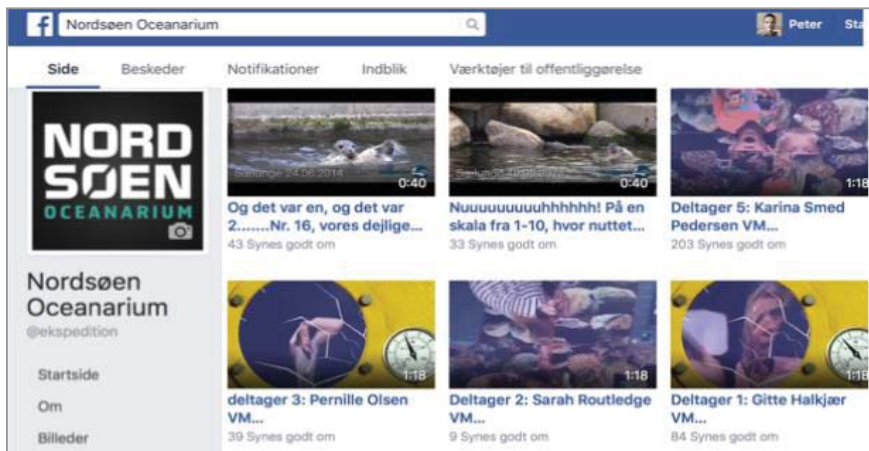 f Nordsøen Oceanarium
Peter Sta
Side Beskeder Notifikationer Indblik Værktøjer til offentliggørelse
NORD
SØEN
OCEANARIUM
Nordsøen
Oceanarium
@ekspedition
Startside
Om
Billeder
Sælunge 24.06.2014
0:40
Og det var en, og det var
2.......Nr. 16, vores dejlige...
43 Synes godt om
0:40
Nuuuuuuuuuhhhhhh! På en
skala fra 1-10, hvor nuttet...
33 Synes godt om
1:18
Deltager 5: Karina Smed
Pedersen VM...
203 Synes godt om
1:18
deltager 3: Pernille Olsen
VM...
39 Synes godt om
1:18
Deltager 2: Sarah Routledge
VM...
9 Synes godt om
1:18
Deltager 1: Gitte Halkjær
VM...
84 Synes godt om